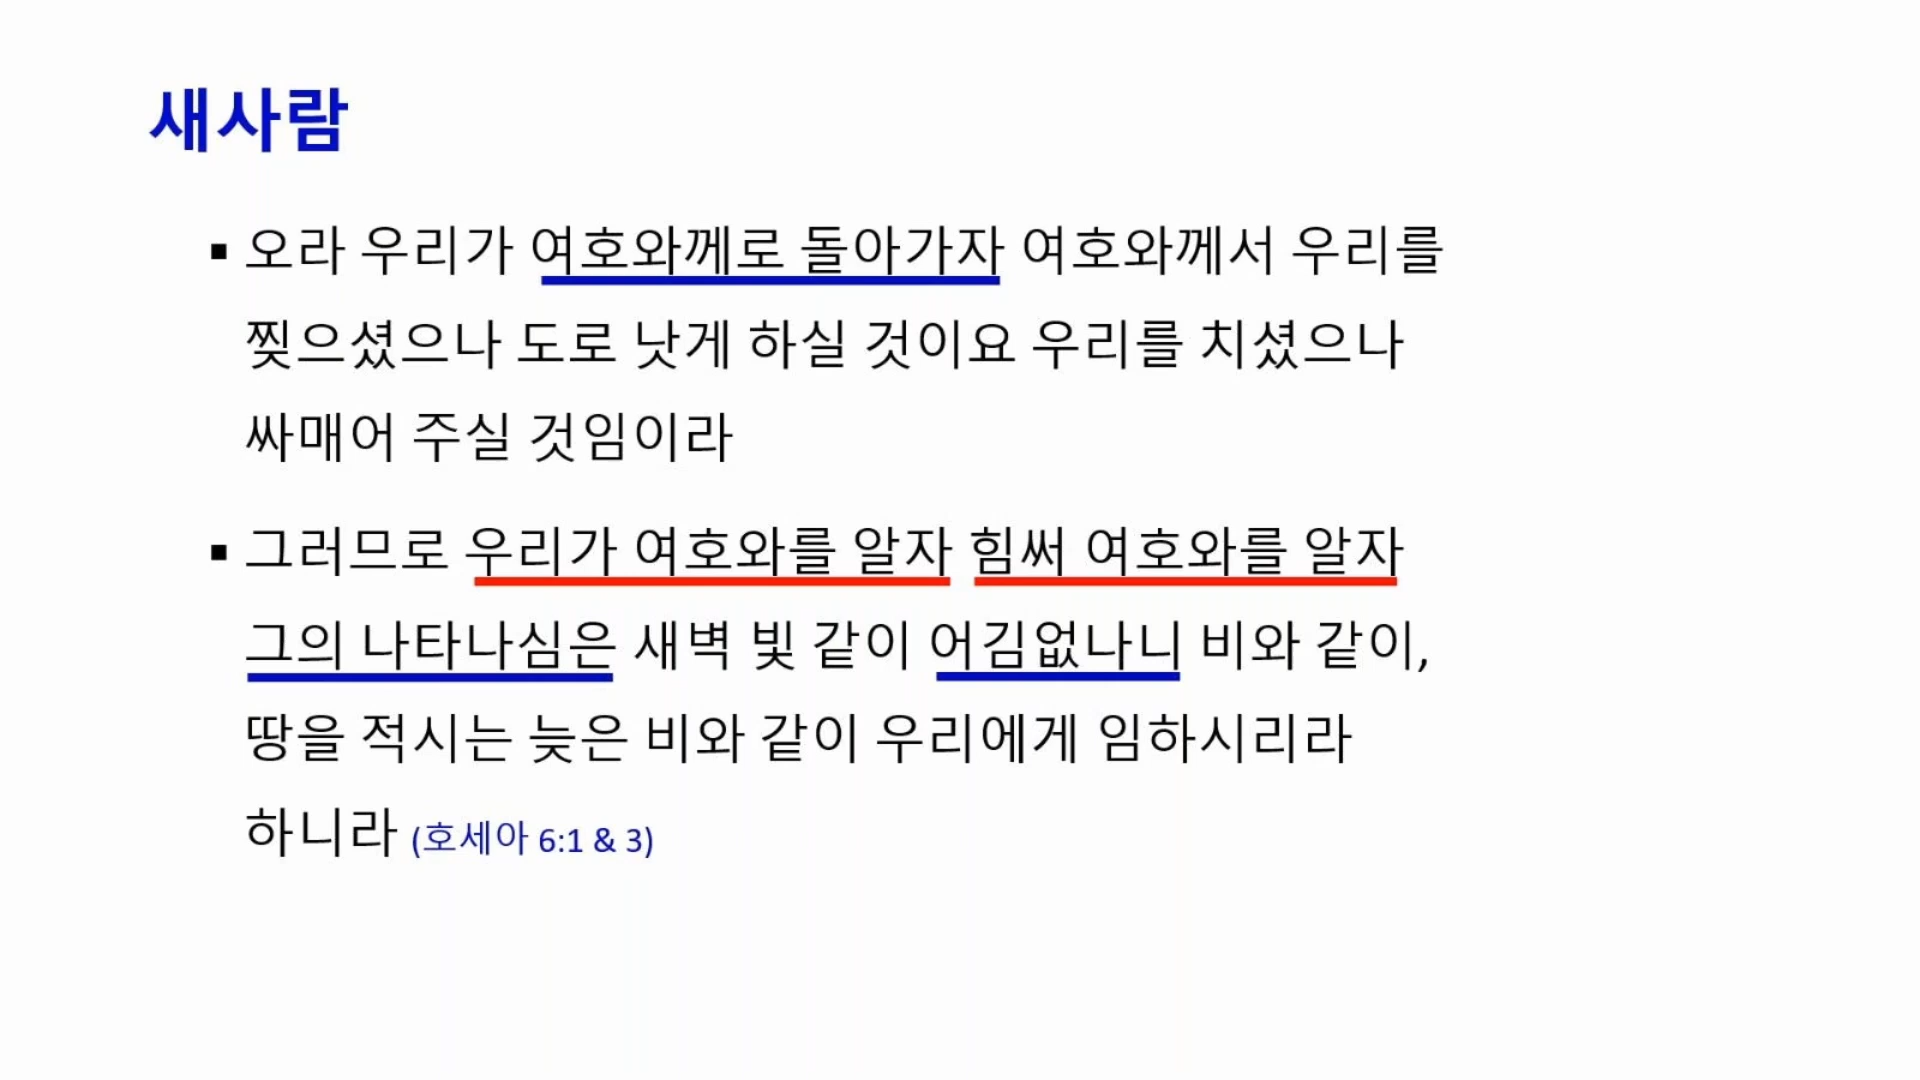 새사람
▪ 오라 우리가 여호와께로 돌아가자 여호와께서 우리를
찢으셨으나 도로 낫게 하실 것이요 우리를 치셨으나
싸매어 주실 것임이라
▪ 그러므로 우리가 여호와를 알자 힘써 여호와를 알자
그의 나타나심은 새벽 빛 같이 어김없나니 비와 같이,
땅을 적시는 늦은 비와 같이 우리에게 임하시리라
하니라 (호세아 6:1 & 3)